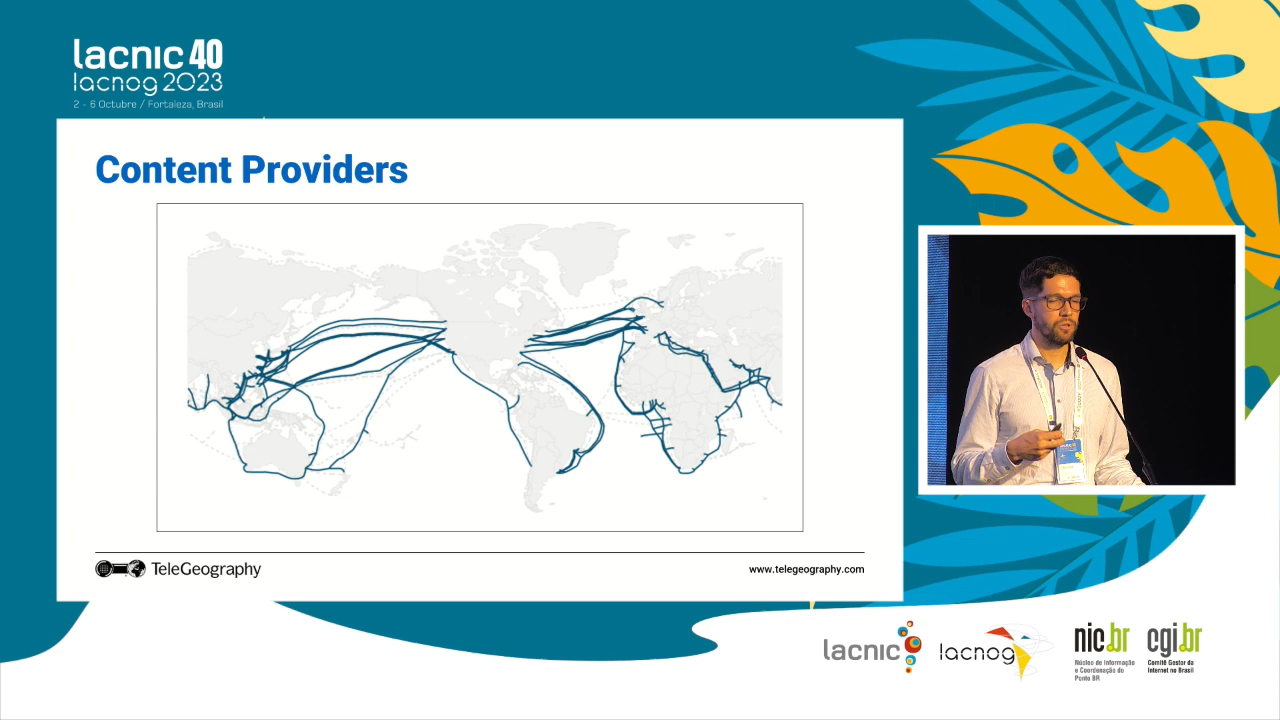 lacnic 40
lacnog 2023
2 - 6 Octubre / Fortaleza, Brasil
Content Providers
TeleGeography
www.telegeography.com
lacnic
lacnog
nic.br
Núcleo de Informação
e Coordenação do
Ponto BR
cgi.br
Comitê Gestor da
Internet no Brasil